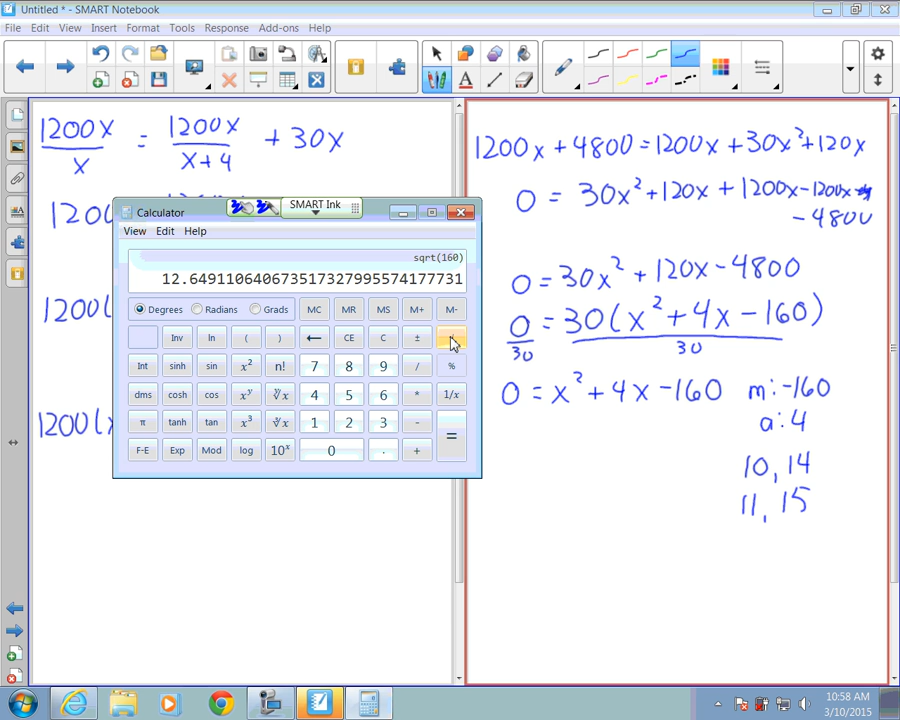 Untitled * - SMART Notebook
File Edit View Insert Format Tools Response Add-ons Help
1200x/x = 1200x/x+4 + 30x
1200
1200(
1200(x
SMART Ink
Calculator
View Edit Help
sqrt(160)
12.649110640673517327995574177731
Degrees Radians Grads MC MR MS M+ M-
Inv ln ( ) ← CE C ± √
Int sinh sin x² n! 7 8 9 / %
dms cosh cos x^y ʸ√x 4 5 6 * 1/x
π tanh tan x³ ³√x 1 2 3 - =
F-E Exp Mod log 10ˣ 0 . +
1200x + 4800 = 1200x + 30x² + 120x
0 = 30x² + 120x + 1200x - 1200x
- 4800
0 = 30x² + 120x - 4800
0/30 = 30(x² + 4x - 160)/30
0 = x² + 4x - 160 m: -160
a: 4
10, 14
11, 15
10:58 AM
3/10/2015